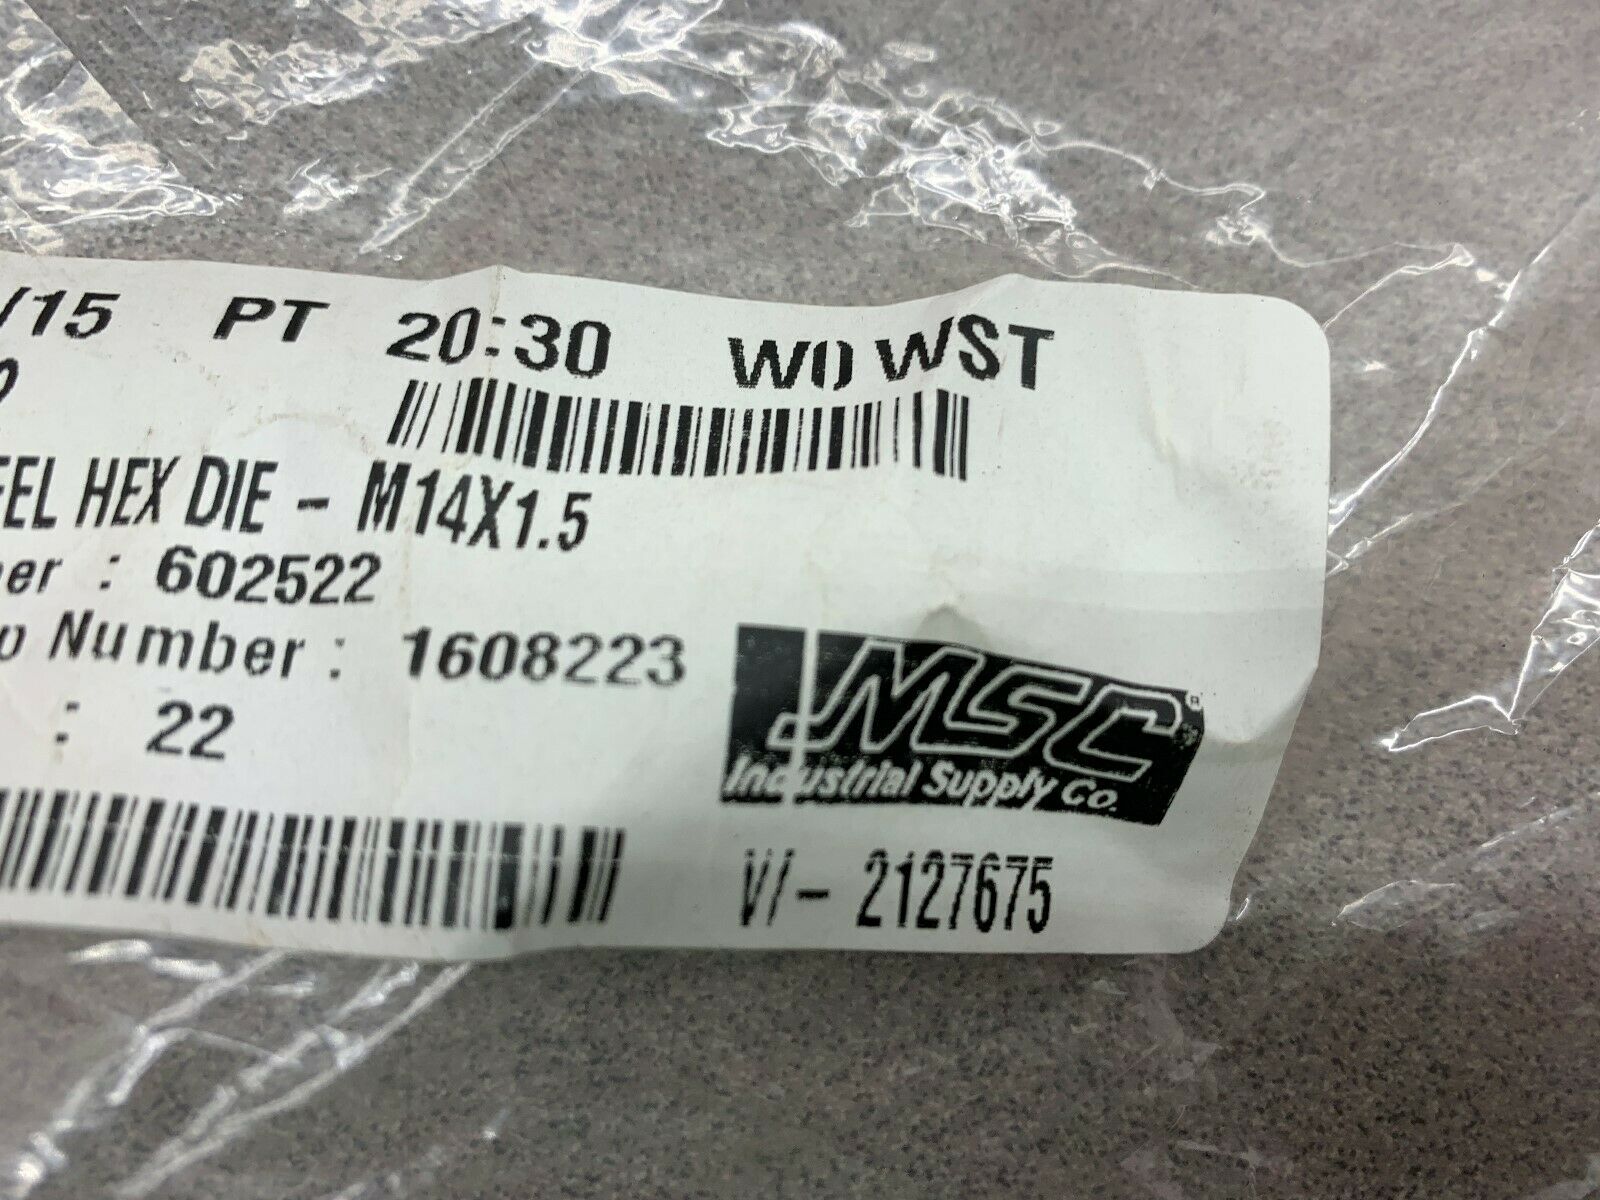 /15 PT 20:30 W0 WST
EEL HEX DIE - M14X1.5
ber : 602522
p Number : 1608223
: 22
MSC®
Industrial Supply Co.
V/- 2127675